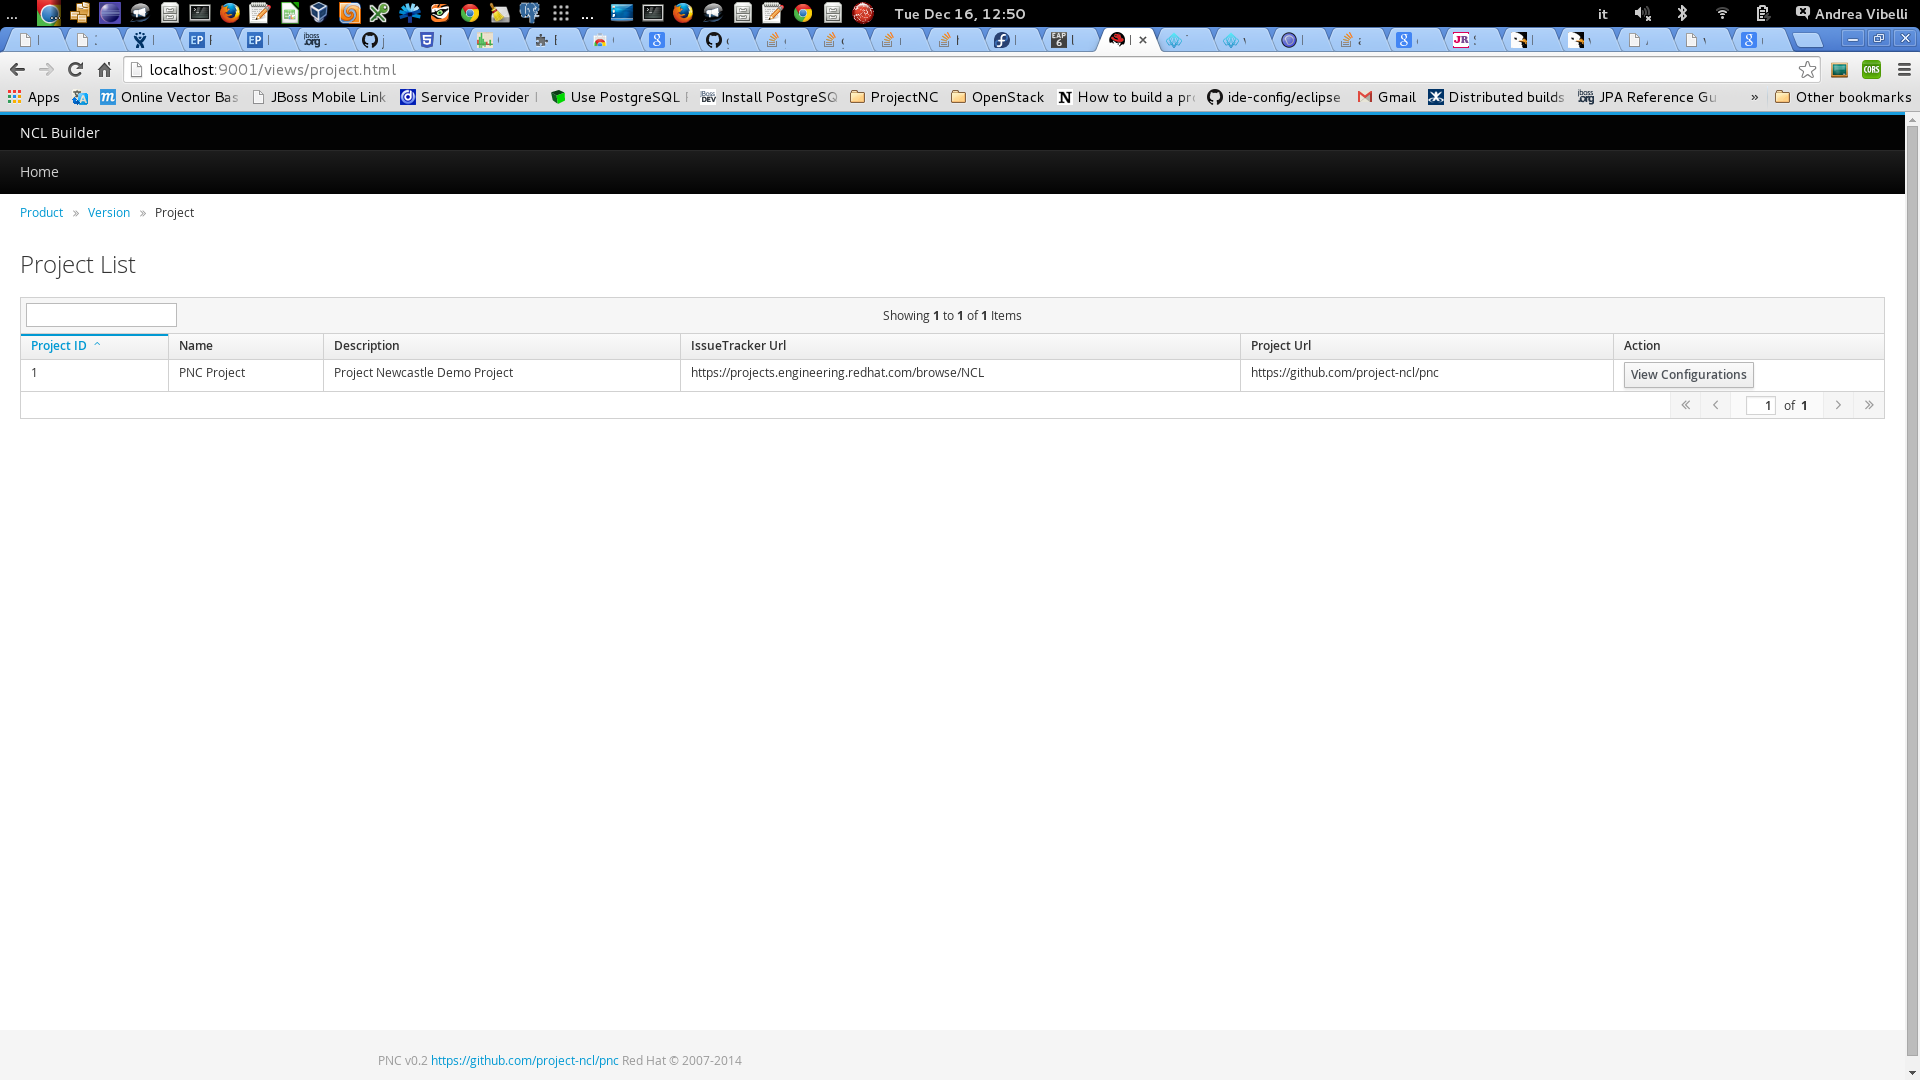 Tue Dec 16, 12:50
it
Andrea Vibelli
localhost:9001/views/project.html
Apps
Online Vector Bas
JBoss Mobile Link
Service Provider
Use PostgreSQL
Install PostgreSQ
ProjectNC
OpenStack
How to build a pr
ide-config/eclipse
Gmail
Distributed builds
JPA Reference Gu
»
Other bookmarks
NCL Builder
Home
Product » Version » Project
Project List
Showing 1 to 1 of 1 Items
Project ID Name Description IssueTracker Url Project Url Action
1 PNC Project Project Newcastle Demo Project https://projects.engineering.redhat.com/browse/NCL https://github.com/project-ncl/pnc View Configurations
1 of 1
PNC v0.2 https://github.com/project-ncl/pnc Red Hat © 2007-2014